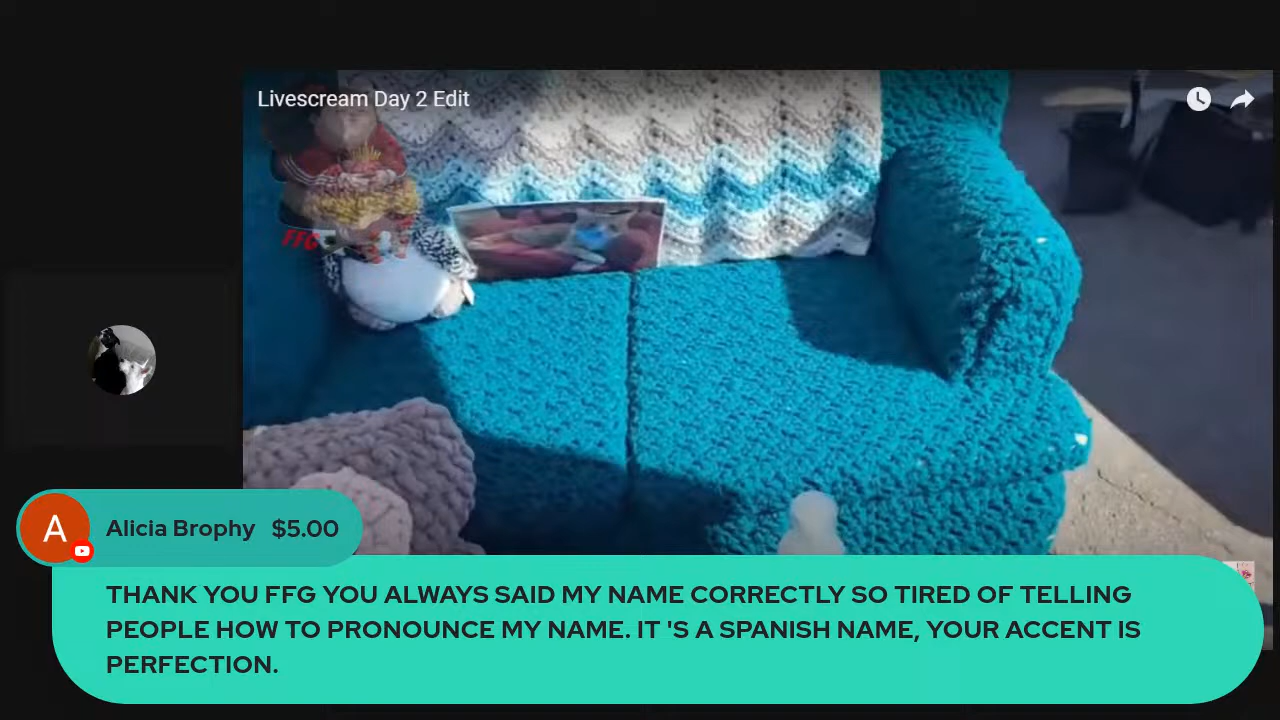 Livescream Day 2 Edit
FFG
Alicia Brophy $5.00
THANK YOU FFG YOU ALWAYS SAID MY NAME CORRECTLY SO TIRED OF TELLING
PEOPLE HOW TO PRONOUNCE MY NAME. IT 'S A SPANISH NAME, YOUR ACCENT IS
PERFECTION.